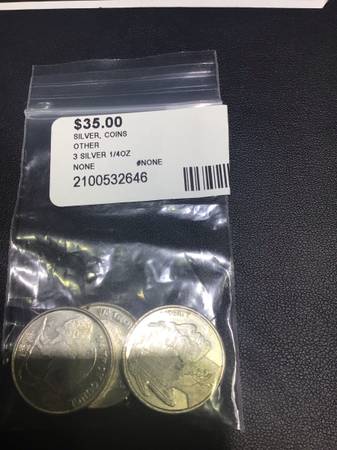 $35.00
SILVER, COINS
OTHER
3 SILVER 1/4OZ
NONE #NONE
2100532646